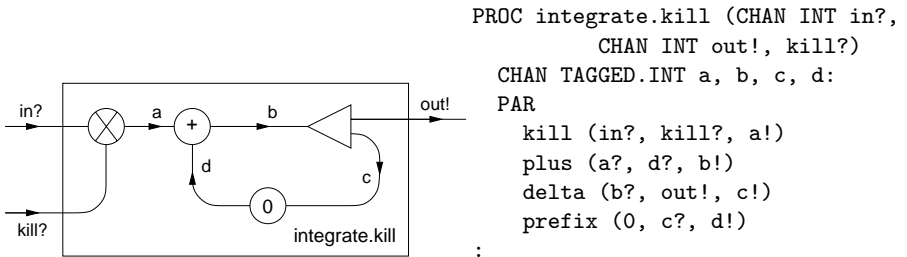 in?
a
+
b
out!
d
c
0
kill?
integrate.kill
PROC integrate.kill (CHAN INT in?,
CHAN INT out!, kill?)
CHAN TAGGED.INT a, b, c, d:
PAR
kill (in?, kill?, a!)
plus (a?, d?, b!)
delta (b?, out!, c!)
prefix (0, c?, d!)
: